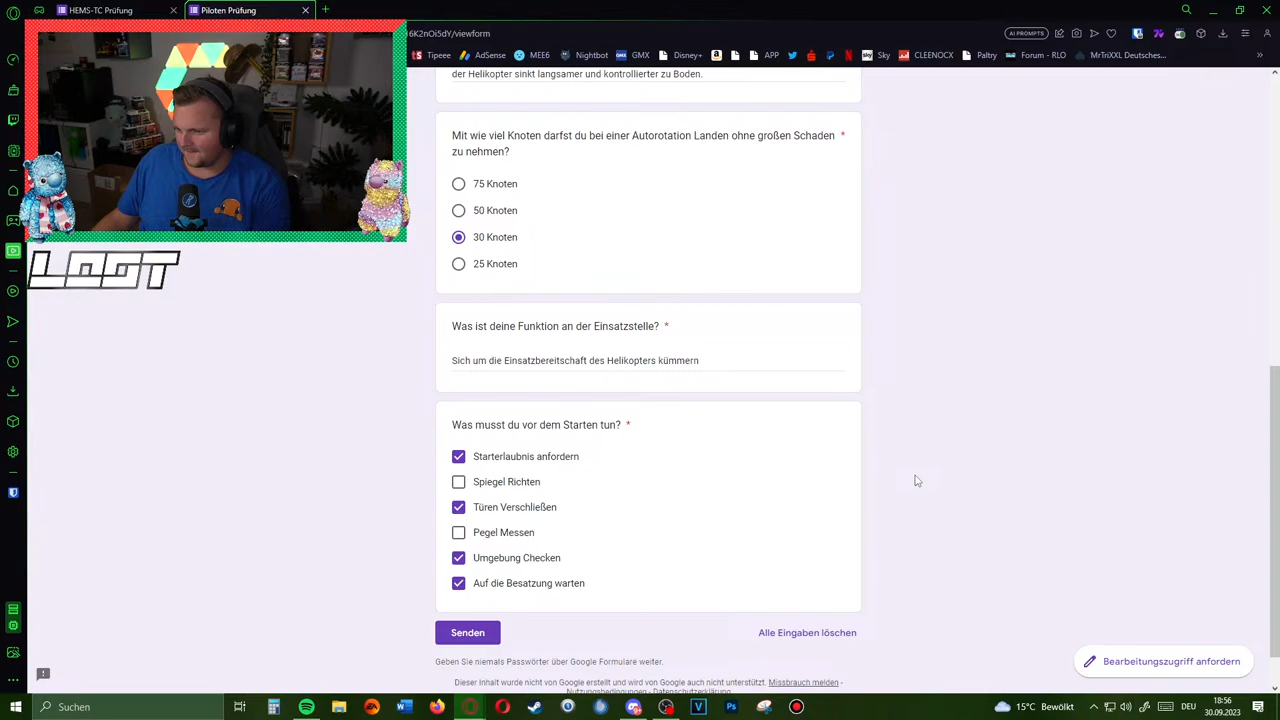 HEMS-TC Prüfung
Piloten Prüfung
6K2nOi5dY/viewform
AI PROMPTS
Tipeee
AdSense
MEE6
Nightbot
GMX
Disney+
APP
Sky
CLEENOCX
Paltry
Forum - RLO
MrTriXXL Deutsches...
der Helikopter sinkt langsamer und kontrollierter zu Boden.
Mit wie viel Knoten darfst du bei einer Autorotation Landen ohne großen Schaden *
zu nehmen?
75 Knoten
50 Knoten
30 Knoten
25 Knoten
LOOT
Was ist deine Funktion an der Einsatzstelle? *
Sich um die Einsatzbereitschaft des Helikopters kümmern
Was musst du vor dem Starten tun? *
Starterlaubnis anfordern
Spiegel Richten
Türen Verschließen
Pegel Messen
Umgebung Checken
Auf die Besatzung warten
Senden
Alle Eingaben löschen
Geben Sie niemals Passwörter über Google Formulare weiter.
Bearbeitungszugriff anfordern
Dieser Inhalt wurde nicht von Google erstellt und wird von Google auch nicht unterstützt. Missbrauch melden -
Nutzungsbedingungen - Datenschutzerklärung
Suchen
15°C Bewölkt
18:56
30.09.2023